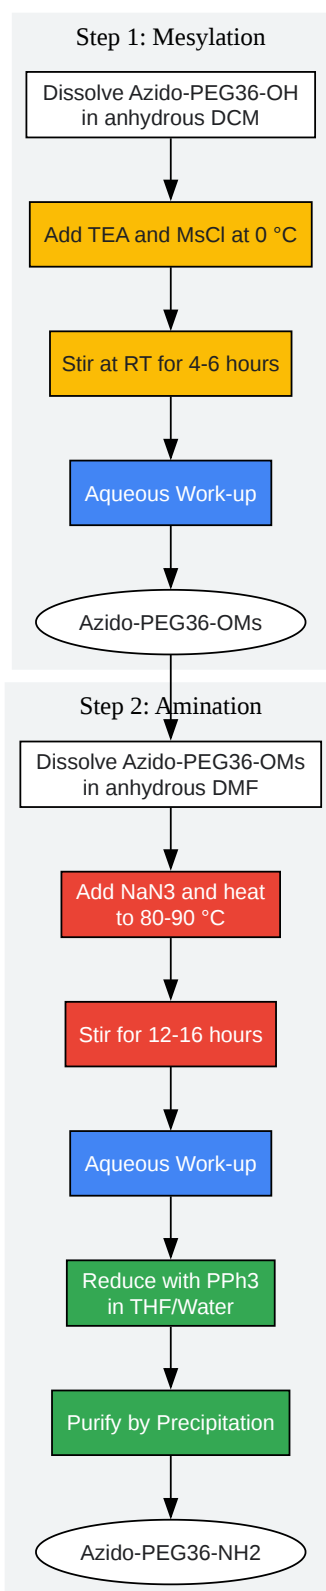 Step 1: Mesylation
Dissolve Azido-PEG36-OH
in anhydrous DCM
Add TEA and MsCl at 0 °C
Stir at RT for 4-6 hours
Aqueous Work-up
Azido-PEG36-OMs
Step 2: Amination
Dissolve Azido-PEG36-OMs
in anhydrous DMF
Add NaN3 and heat
to 80-90 °C
Stir for 12-16 hours
Aqueous Work-up
Reduce with PPh3
in THF/Water
Purify by Precipitation
Azido-PEG36-NH2